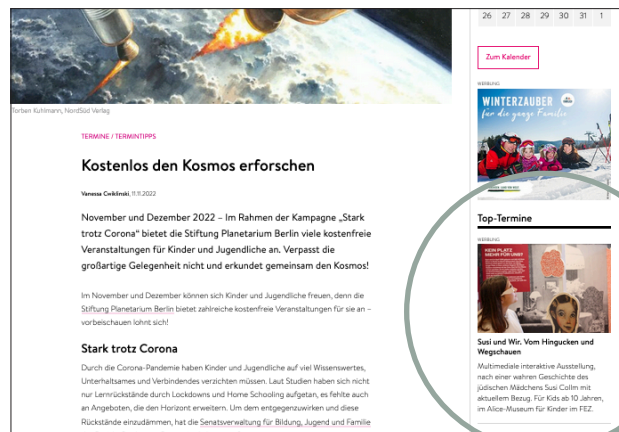 Torben Kuhlmann, NordSüd Verlag
TERMINE / TERMINTIPPS
Kostenlos den Kosmos erforschen
Vanessa Cwiklinski, 11.11.2022
November und Dezember 2022 – Im Rahmen der Kampagne „Stark
trotz Corona“ bietet die Stiftung Planetarium Berlin viele kostenfreie
Veranstaltungen für Kinder und Jugendliche an. Verpasst die
großartige Gelegenheit nicht und erkundet gemeinsam den Kosmos!
Im November und Dezember können sich Kinder und Jugendliche freuen, denn die
Stiftung Planetarium Berlin bietet zahlreiche kostenfreie Veranstaltungen für sie an –
vorbeischauen lohnt sich!
Stark trotz Corona
Durch die Corona-Pandemie haben Kinder und Jugendliche auf viel Wissenswertes,
Unterhaltsames und Verbindendes verzichten müssen. Laut Studien haben sich nicht
nur Lernrückstände durch Lockdowns und Home Schooling aufgetan, es fehlte auch
an Angeboten, die den Horizont erweitern. Um dem entgegenzuwirken und diese
Rückstände einzudämmen, hat die Senatsverwaltung für Bildung, Jugend und Familie
26 27 28 29 30 31 1
Zum Kalender
WERBUNG
WINTERZAUBER
für die ganze Familie
Top-Termine
WERBUNG
KEIN PLATZ
MEHR FÜR UNS?
Susi und Wir. Vom Hingucken und
Wegschauen
Multimediale interaktive Ausstellung,
nach einer wahren Geschichte des
jüdischen Mädchens Susi Collm mit
aktuellem Bezug. Für Kids ab 10 Jahren,
im Alice-Museum für Kinder im FEZ.